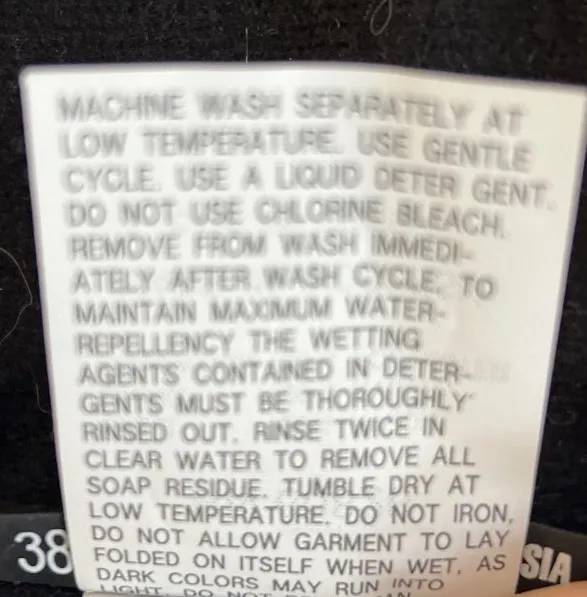 MACHINE WASH SEPARATELY AT
LOW TEMPERATURE. USE GENTLE
CYCLE. USE A LIQUID DETER GENT.
DO NOT USE CHLORINE BLEACH.
REMOVE FROM WASH IMMEDI-
ATELY AFTER WASH CYCLE. TO
MAINTAIN MAXIMUM WATER-
REPELLENCY THE WETTING
AGENTS CONTAINED IN DETER-
GENTS MUST BE THOROUGHLY
RINSED OUT. RINSE TWICE IN
CLEAR WATER TO REMOVE ALL
SOAP RESIDUE. TUMBLE DRY AT
LOW TEMPERATURE. DO NOT IRON.
DO NOT ALLOW GARMENT TO LAY
FOLDED ON ITSELF WHEN WET, AS
DARK COLORS MAY RUN INTO
LIGHT. DO NOT
38
SIA